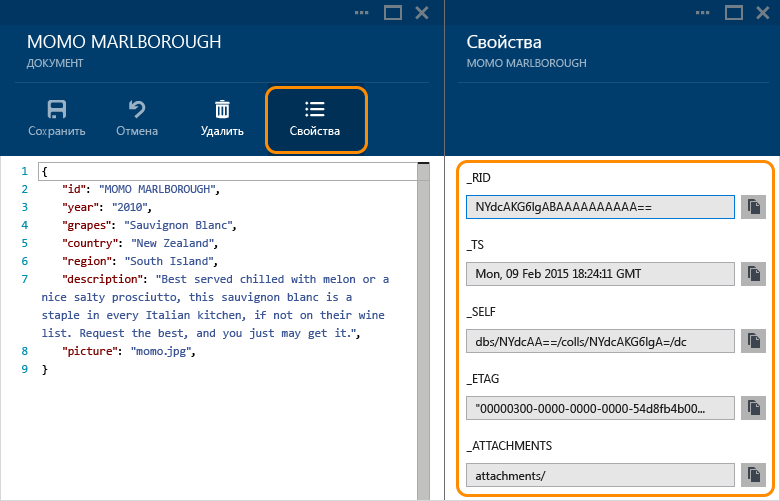 MOMO MARLBOROUGH
ДОКУМЕНТ
Сохранить
Отмена
Удалить
Свойства
1 {
2 "id": "MOMO MARLBOROUGH",
3 "year": "2010",
4 "grapes": "Sauvignon Blanc",
5 "country": "New Zealand",
6 "region": "South Island",
7 "description": "Best served chilled with melon or a
nice salty prosciutto, this sauvignon blanc is a
staple in every Italian kitchen, if not on their wine
list. Request the best, and you just may get it.",
8 "picture": "momo.jpg",
9 }
Свойства
MOMO MARLBOROUGH
_RID
NYdcAKG6lgABAAAAAAAAAA==
_TS
Mon, 09 Feb 2015 18:24:11 GMT
_SELF
dbs/NYdcAA==/colls/NYdcAKG6lgA=/dc
_ETAG
"00000300-0000-0000-0000-54d8fb4b00...
_ATTACHMENTS
attachments/